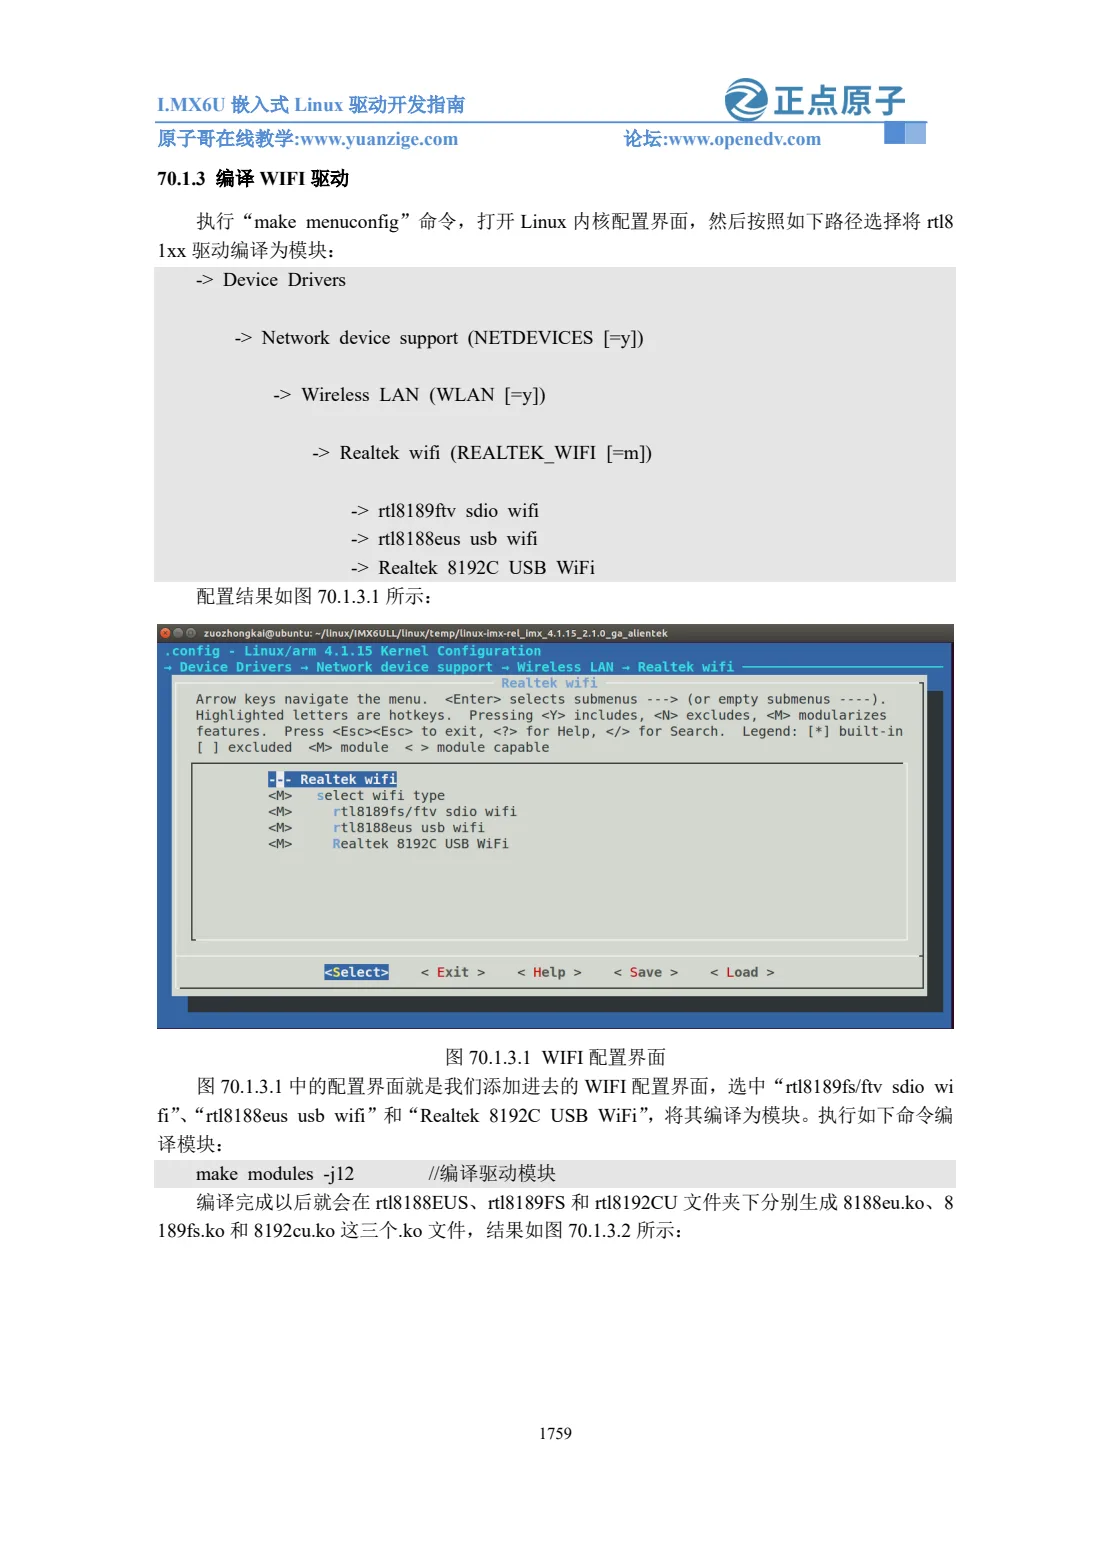 I.MX6U 嵌入式 Linux 驱动开发指南
正点原子
原子哥在线教学:www.yuanzige.com 论坛:www.openedv.com
70.1.3 编译 WIFI 驱动
执行“make menuconfig”命令，打开 Linux 内核配置界面，然后按照如下路径选择将 rtl8
1xx 驱动编译为模块：
-> Device Drivers
-> Network device support (NETDEVICES [=y])
-> Wireless LAN (WLAN [=y])
-> Realtek wifi (REALTEK_WIFI [=m])
-> rtl8189ftv sdio wifi
-> rtl8188eus usb wifi
-> Realtek 8192C USB WiFi
配置结果如图 70.1.3.1 所示：
zuozhongkai@ubuntu: ~/linux/IMX6ULL/linux/temp/linux-imx-rel_imx_4.1.15_2.1.0_ga_alientek
.config - Linux/arm 4.1.15 Kernel Configuration
→ Device Drivers → Network device support → Wireless LAN → Realtek wifi
Realtek wifi
Arrow keys navigate the menu. <Enter> selects submenus ---> (or empty submenus ----).
Highlighted letters are hotkeys. Pressing <Y> includes, <N> excludes, <M> modularizes
features. Press <Esc><Esc> to exit, <?> for Help, </> for Search. Legend: [*] built-in
[ ] excluded <M> module < > module capable
--- Realtek wifi
<M> select wifi type
<M> rtl8189fs/ftv sdio wifi
<M> rtl8188eus usb wifi
<M> Realtek 8192C USB WiFi
<Select> < Exit > < Help > < Save > < Load >
图 70.1.3.1 WIFI 配置界面
图 70.1.3.1 中的配置界面就是我们添加进去的 WIFI 配置界面，选中“rtl8189fs/ftv sdio wi
fi”、“rtl8188eus usb wifi”和“Realtek 8192C USB WiFi”，将其编译为模块。执行如下命令编
译模块：
make modules -j12 //编译驱动模块
编译完成以后就会在 rtl8188EUS、rtl8189FS 和 rtl8192CU 文件夹下分别生成 8188eu.ko、8
189fs.ko 和 8192cu.ko 这三个.ko 文件，结果如图 70.1.3.2 所示：
1759